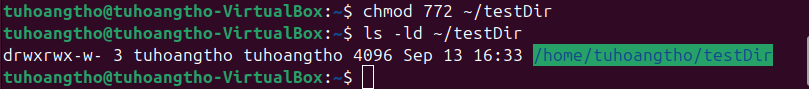 tuhoangtho@tuhoangtho-VirtualBox:~$ chmod 772 ~/testDir
tuhoangtho@tuhoangtho-VirtualBox:~$ ls -ld ~/testDir
drwxrwx-w- 3 tuhoangtho tuhoangtho 4096 Sep 13 16:33 /home/tuhoangtho/testDir
tuhoangtho@tuhoangtho-VirtualBox:~$